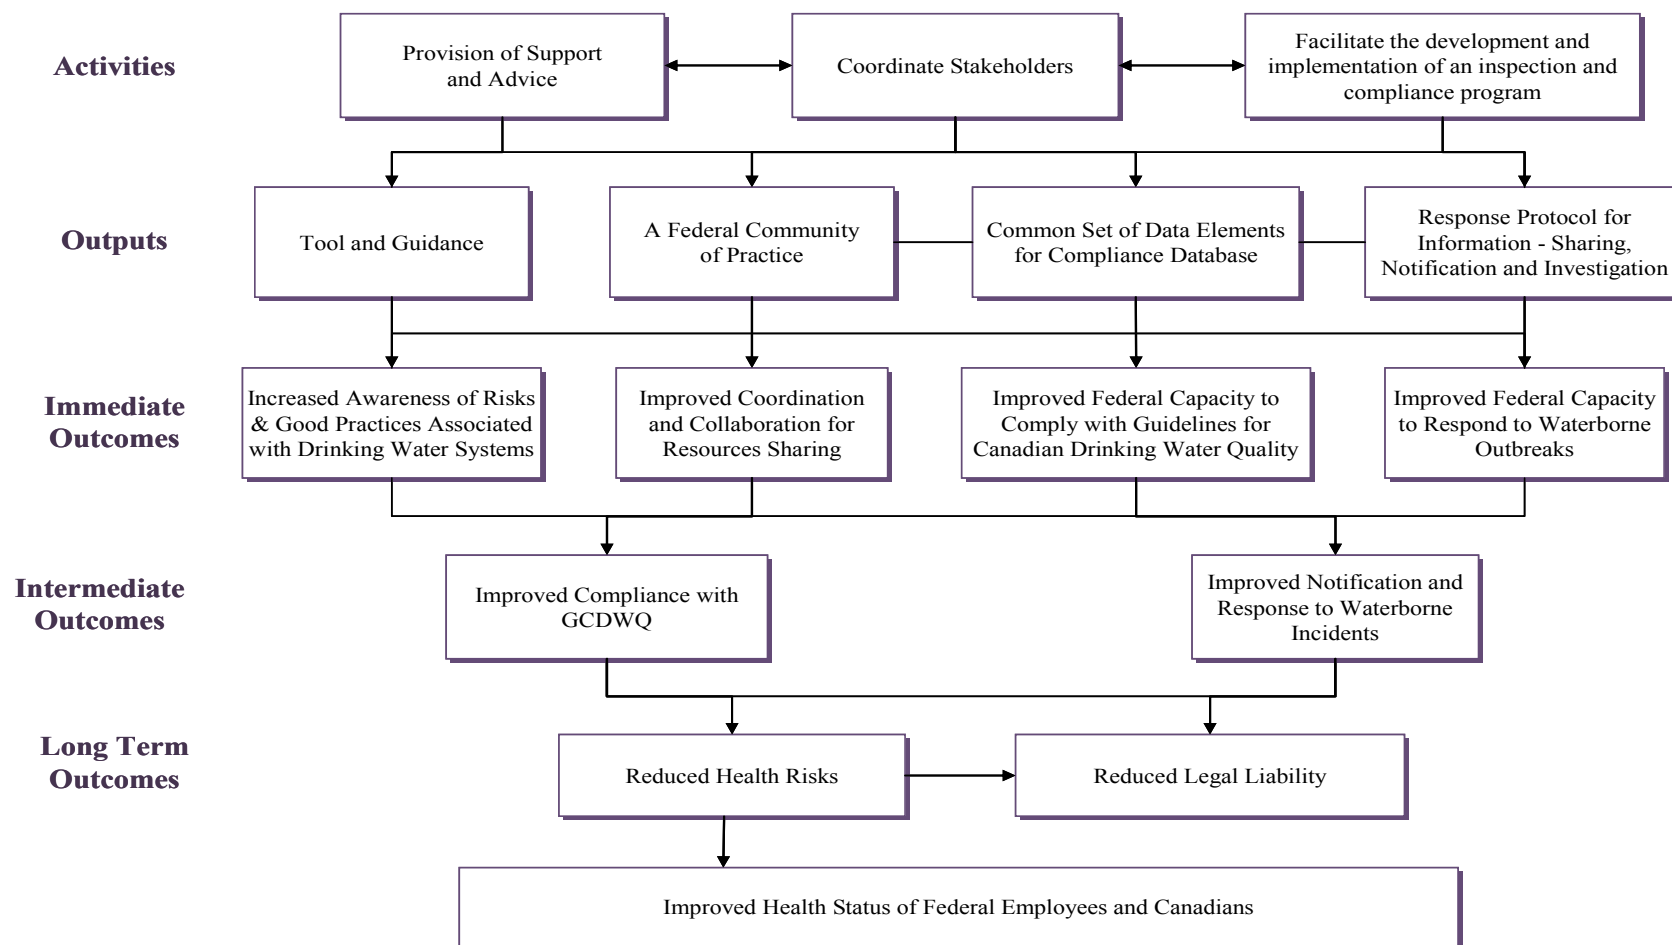 Activities
Provision of Support
and Advice
Coordinate Stakeholders
Facilitate the development and
implementation of an inspection and
compliance program
Outputs
Tool and Guidance
A Federal Community
of Practice
Common Set of Data Elements
for Compliance Database
Response Protocol for
Information - Sharing,
Notification and Investigation
Immediate
Outcomes
Increased Awareness of Risks
& Good Practices Associated
with Drinking Water Systems
Improved Coordination
and Collaboration for
Resources Sharing
Improved Federal Capacity to
Comply with Guidelines for
Canadian Drinking Water Quality
Improved Federal Capacity
to Respond to Waterborne
Outbreaks
Intermediate
Outcomes
Improved Compliance with
GCDWQ
Improved Notification and
Response to Waterborne
Incidents
Long Term
Outcomes
Reduced Health Risks
Reduced Legal Liability
Improved Health Status of Federal Employees and Canadians